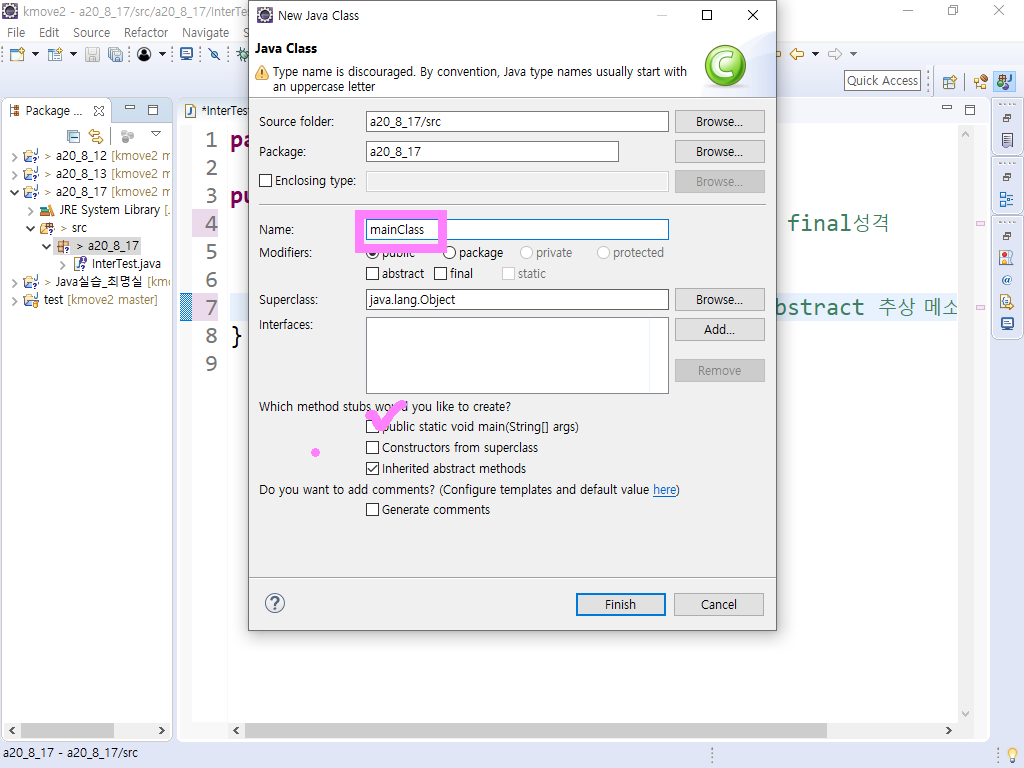 kmove2 - a20_8_17/src/a20_8_17/InterTes
File Edit Source Refactor Navigate S
Quick Access
Package ...
> a20_8_12 [kmove2 m
> a20_8_13 [kmove2 m
> a20_8_17 [kmove2 m
JRE System Library [.
> src
> a20_8_17
InterTest.java
> Java실습_최명실 [kmo
test [kmove2 master]
*InterTes
1 pa
2
3 pu
4 final성격
5
6
7 bstract 추상 메소
8 }
9
New Java Class
Java Class
Type name is discouraged. By convention, Java type names usually start with
an uppercase letter
Source folder: a20_8_17/src Browse...
Package: a20_8_17 Browse...
Enclosing type: Browse...
Name: mainClass
Modifiers: public package private protected
abstract final static
Superclass: java.lang.Object Browse...
Interfaces: Add...
Remove
Which method stubs would you like to create?
public static void main(String[] args)
Constructors from superclass
Inherited abstract methods
Do you want to add comments? (Configure templates and default value here)
Generate comments
? Finish Cancel
a20_8_17 - a20_8_17/src